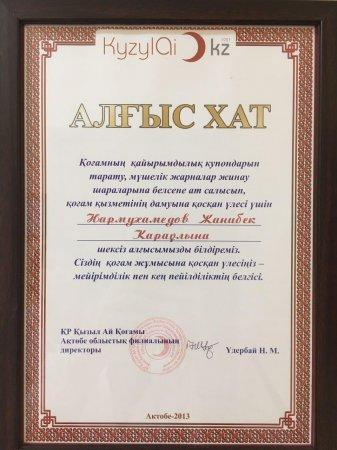 KyzylAi kz
АЛҒЫС ХАТ
Қоғамның қайырымдылық купондарын
тарату, мүшелік жарналар жинау
шараларына белсене ат салысып,
қоғам қызметінің дамуына қосқан үлесі үшін
Нармухамедов Жанибек
Караұлына
шексіз алғысымызды білдіреміз.
Сіздің қоғам жұмысына қосқан үлесіңіз –
мейірімділік пен кең пейілділіктің белгісі.
ҚР Қызыл Ай Қоғамы
Ақтөбе облыстық филиалының
директоры
Үдербай Н. М.
Ақтөбе-2013